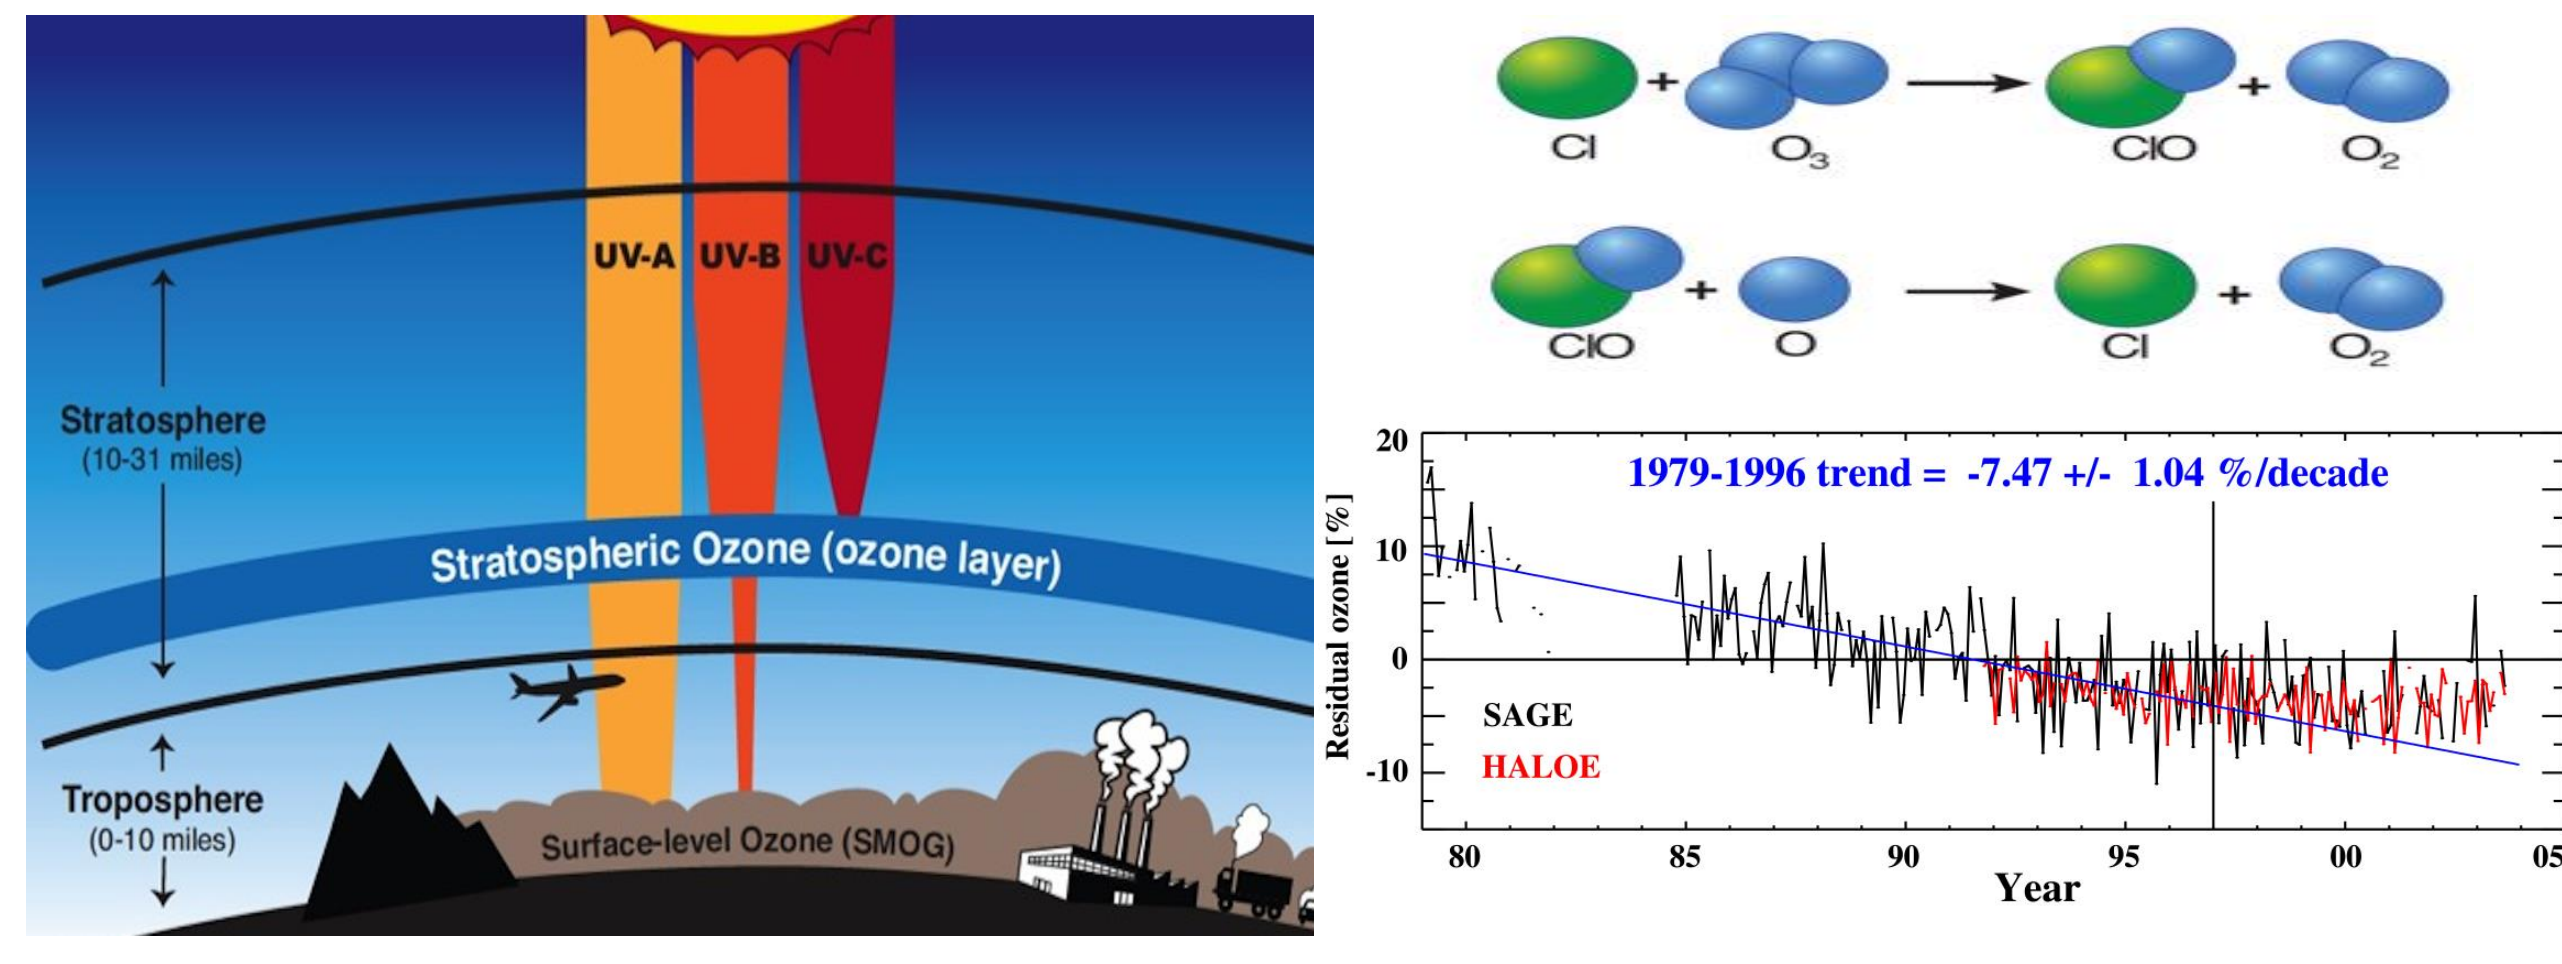 UV-A UV-B UV-C
Stratosphere
(10-31 miles)
Stratospheric Ozone (ozone layer)
Troposphere
(0-10 miles)
Surface-level Ozone (SMOG)
Cl + O3 → ClO + O2
ClO + O → Cl + O2
1979-1996 trend = -7.47 +/- 1.04 %/decade
Residual ozone [%]
20
10
0
-10
SAGE
HALOE
80 85 90 95 00 05
Year